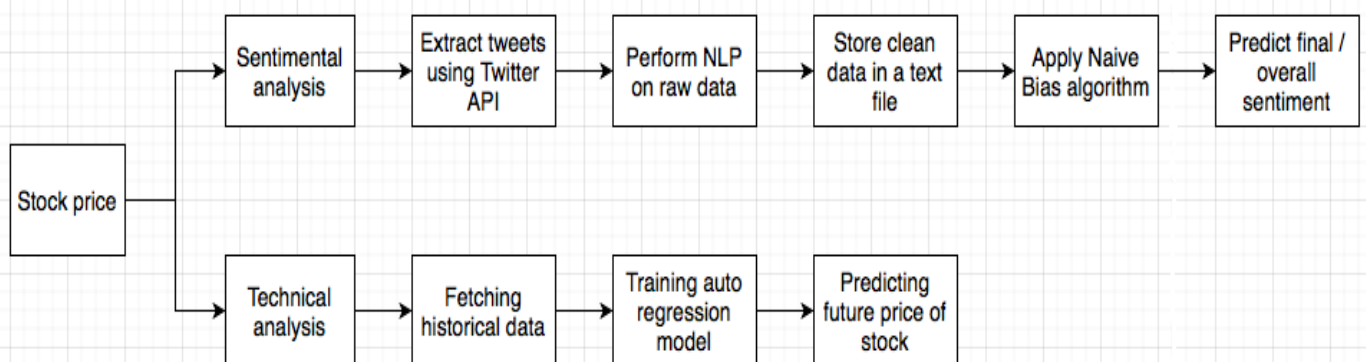 Sentimental
analysis
Extract tweets
using Twitter
API
Perform NLP
on raw data
Store clean
data in a text
file
Apply Naive
Bias algorithm
Predict final /
overall
sentiment
Stock price
Technical
analysis
Fetching
historical data
Training auto
regression
model
Predicting
future price of
stock